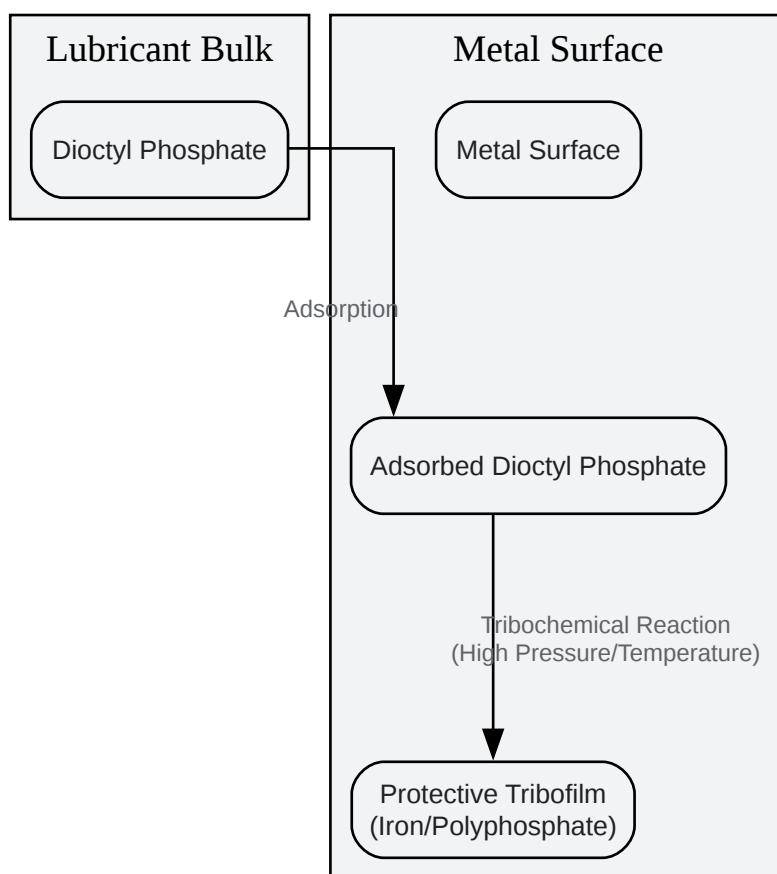 Lubricant Bulk
Metal Surface
Dioctyl Phosphate
Metal Surface
Adsorption
Adsorbed Dioctyl Phosphate
Tribochemical Reaction
(High Pressure/Temperature)
Protective Tribofilm
(Iron/Polyphosphate)